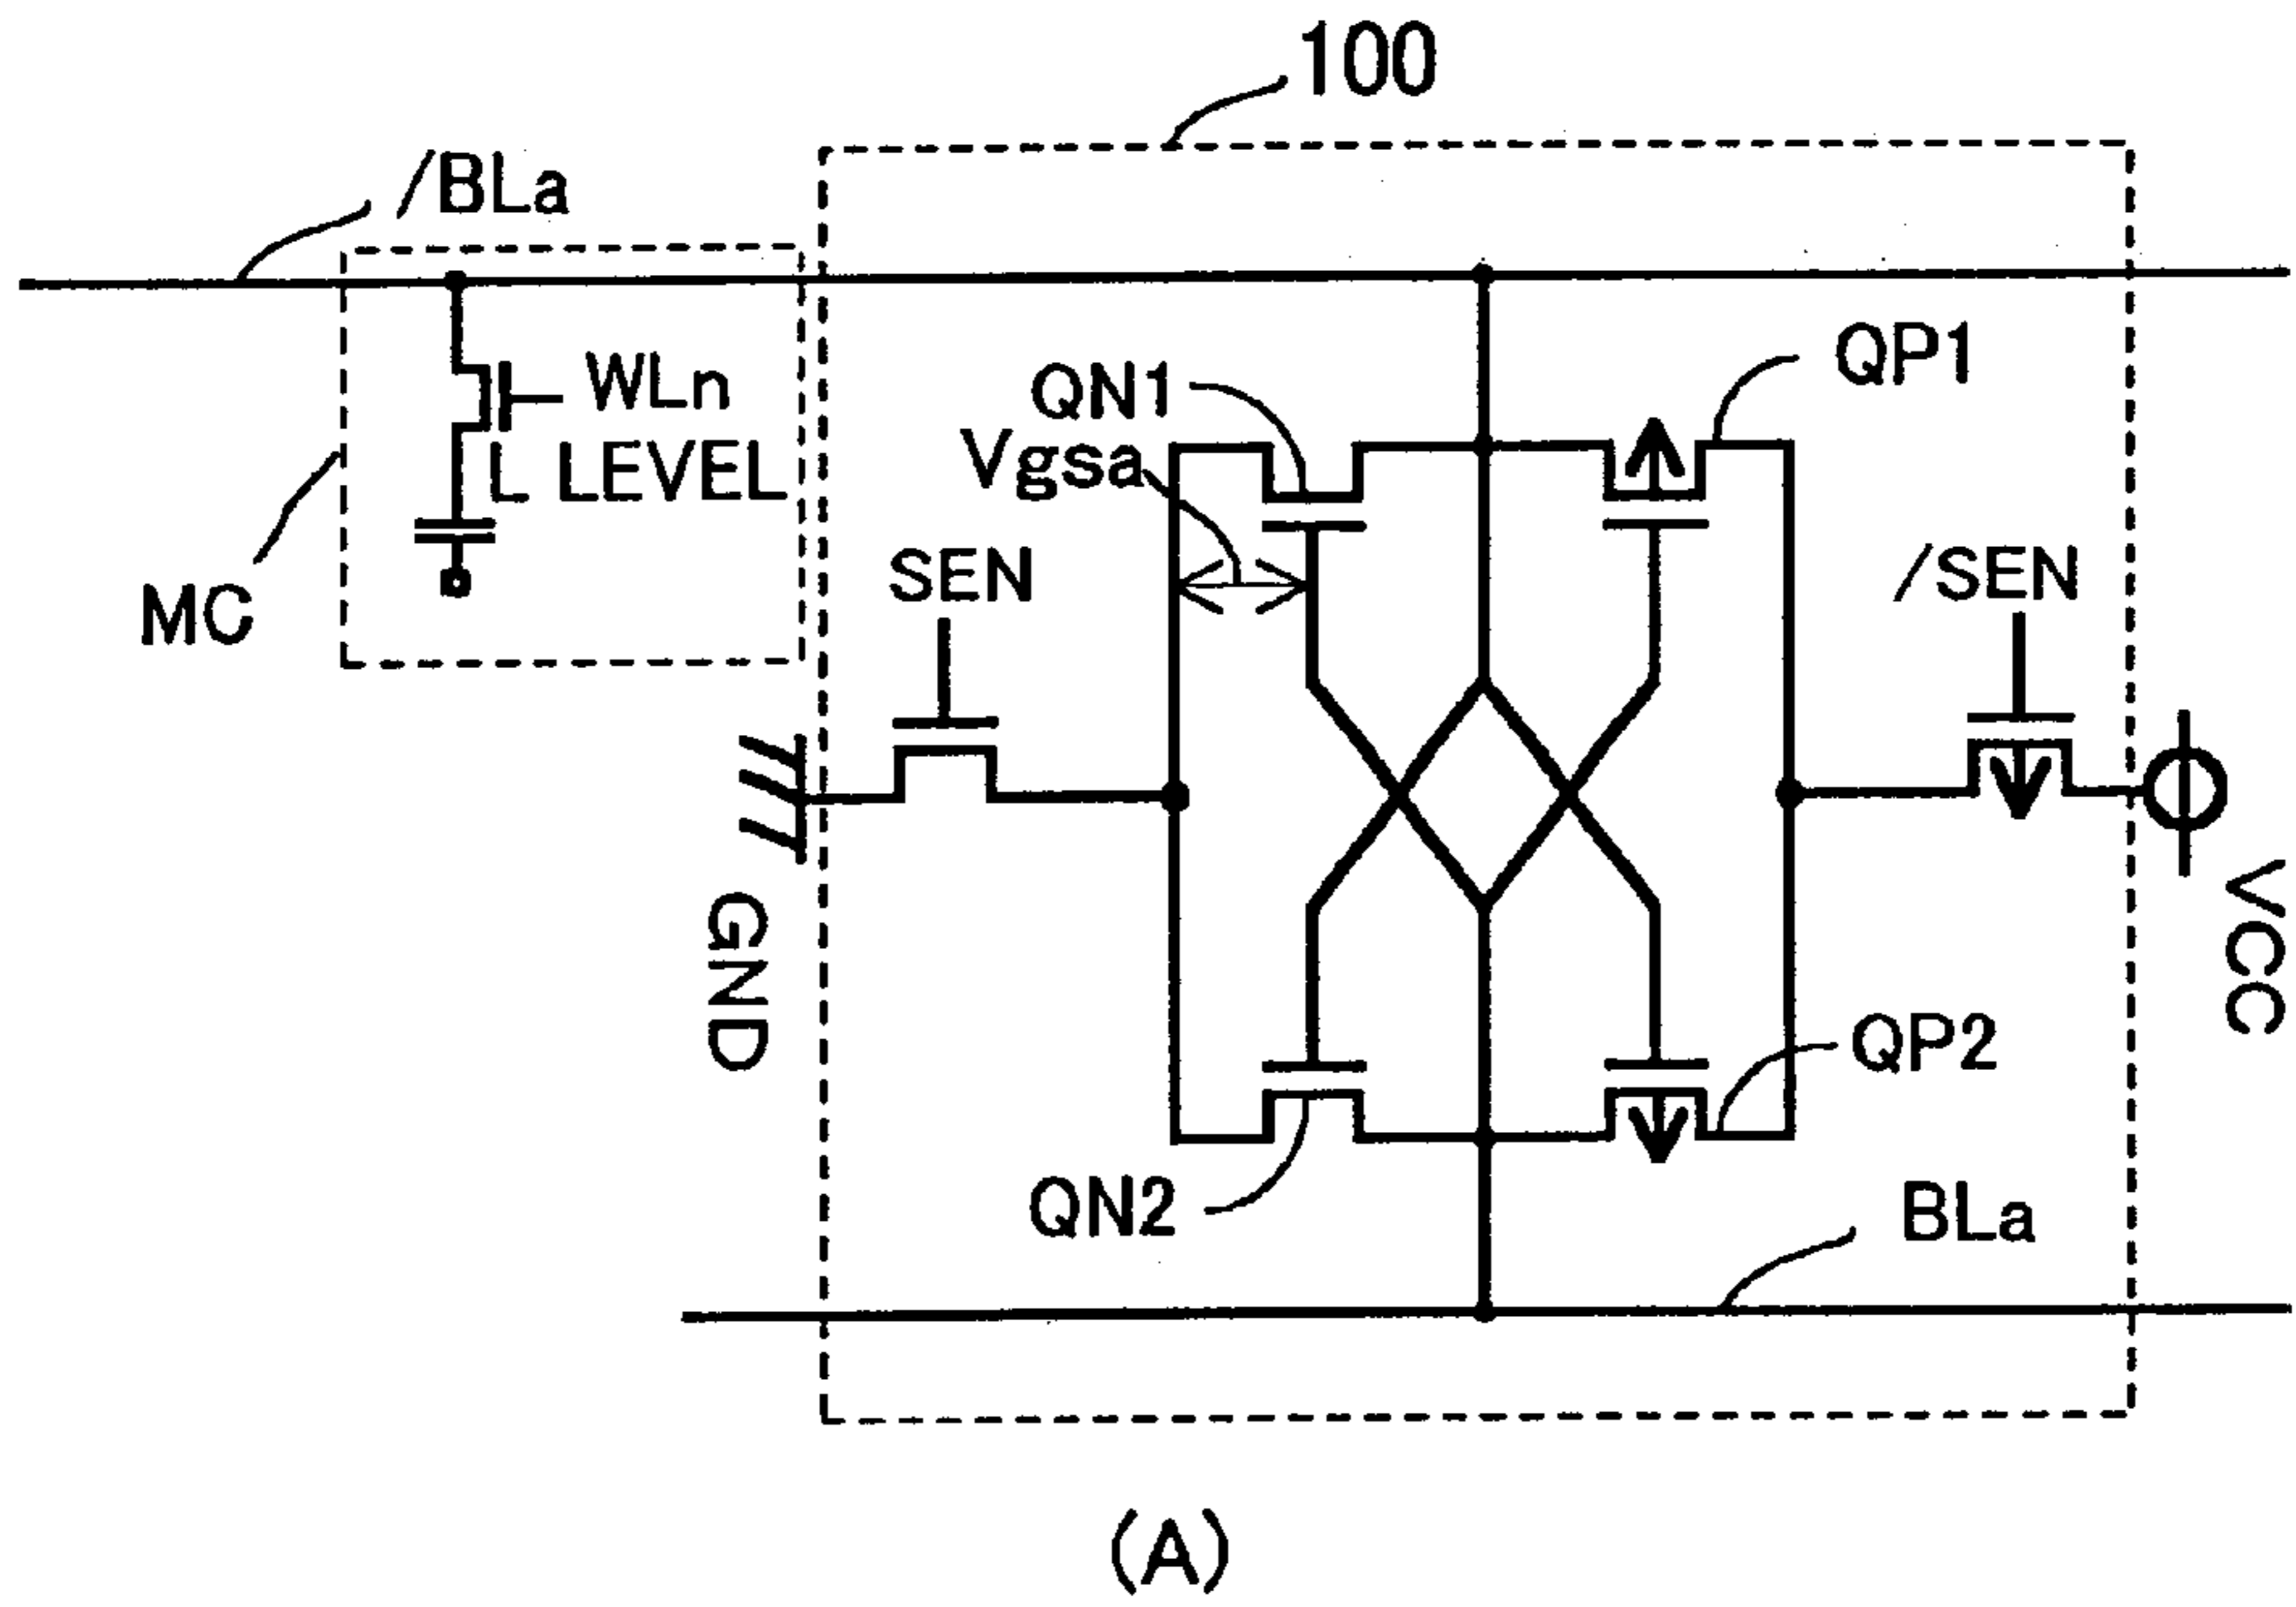 100
/BLa
QP1
QN1
WLn
Vgsa
L LEVEL
SEN
/SEN
MC
VCC
GND
QP2
QN2
BLa
(A)